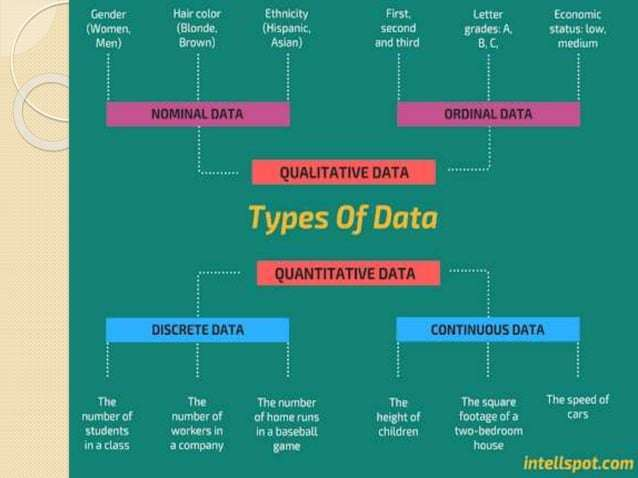 Gender
(Women,
Men)
Hair color
(Blonde,
Brown)
Ethnicity
(Hispanic,
Asian)
First,
second
and third
Letter
grades: A,
B, C,
Economic
status: low,
medium
NOMINAL DATA
ORDINAL DATA
QUALITATIVE DATA
Types Of Data
QUANTITATIVE DATA
DISCRETE DATA
CONTINUOUS DATA
The
number of
students
in a class
The
number of
workers in
a company
The number
of home runs
in a baseball
game
The
height of
children
The square
footage of a
two-bedroom
house
The speed of
cars
intellspot.com